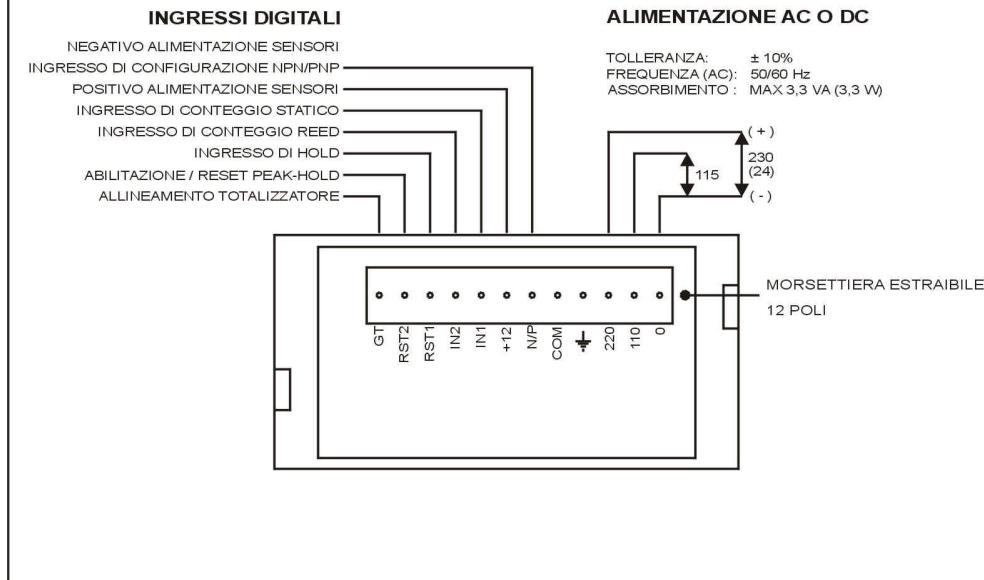 INGRESSI DIGITALI
NEGATIVO ALIMENTAZIONE SENSORI
INGRESSO DI CONFIGURAZIONE NPN/PNP
POSITIVO ALIMENTAZIONE SENSORI
INGRESSO DI CONTEGGIO STATICO
INGRESSO DI CONTEGGIO REED
INGRESSO DI HOLD
ABILITAZIONE / RESET PEAK-HOLD
ALLINEAMENTO TOTALIZZATORE
ALIMENTAZIONE AC O DC
TOLLERANZA: ± 10%
FREQUENZA (AC): 50/60 Hz
ASSORBIMENTO : MAX 3,3 VA (3,3 W)
( + )
230
(24)
115
( - )
MORSETTIERA ESTRAIBILE
12 POLI
GT
RST2
RST1
IN2
IN1
+12
N/P
COM
220
110
0